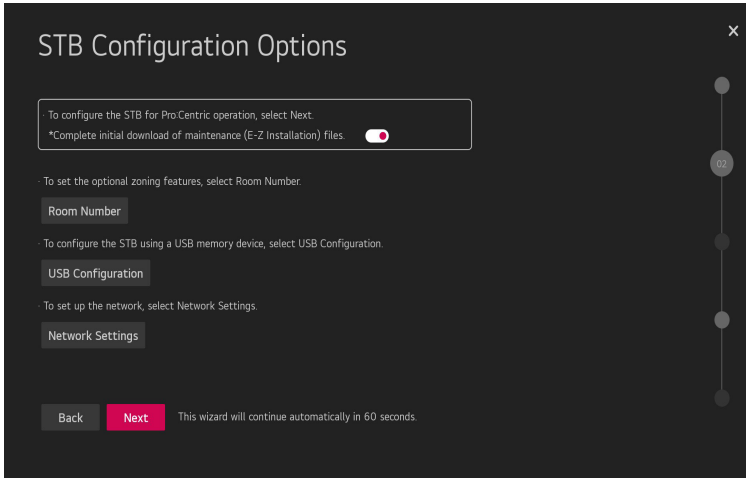 STB Configuration Options
· To configure the STB for Pro:Centric operation, select Next.
*Complete initial download of maintenance (E-Z Installation) files.
· To set the optional zoning features, select Room Number.
Room Number
· To configure the STB using a USB memory device, select USB Configuration.
USB Configuration
· To set up the network, select Network Settings.
Network Settings
Back Next This wizard will continue automatically in 60 seconds.
02